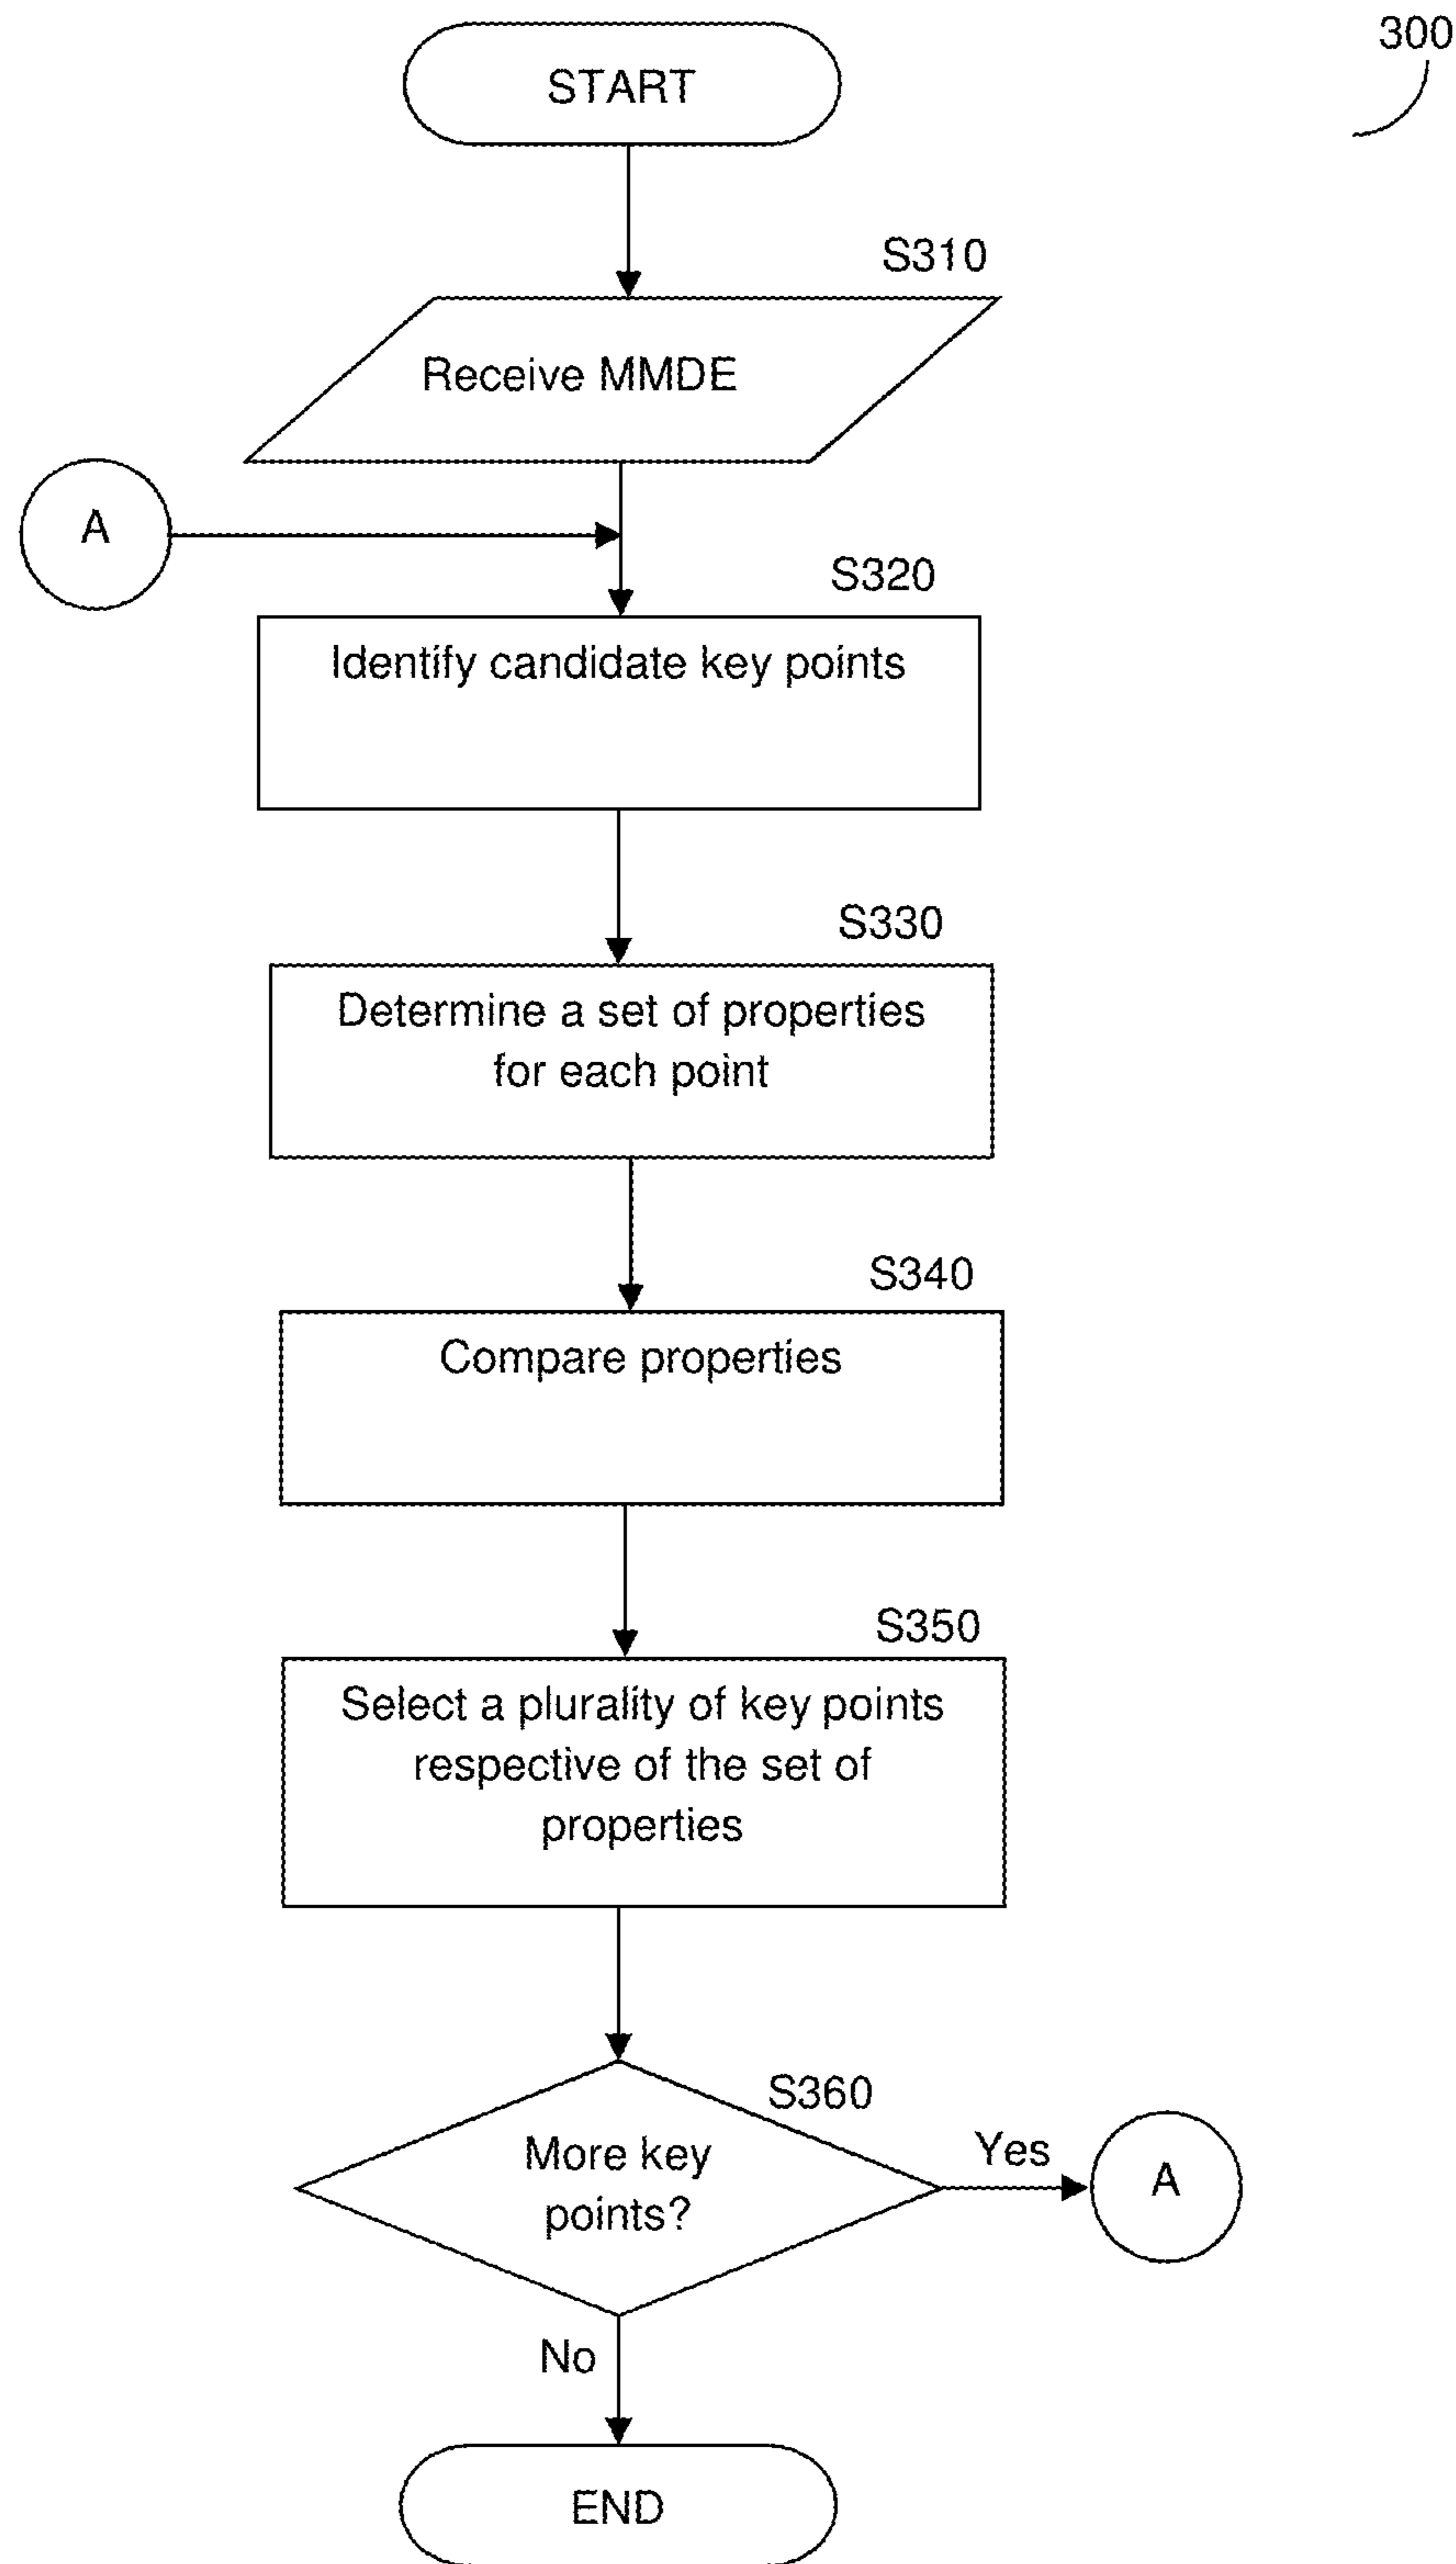 300
START
S310
Receive MMDE
A
S320
Identify candidate key points
S330
Determine a set of properties
for each point
S340
Compare properties
S350
Select a plurality of key points
respective of the set of
properties
S360
More key
points?
Yes
A
No
END